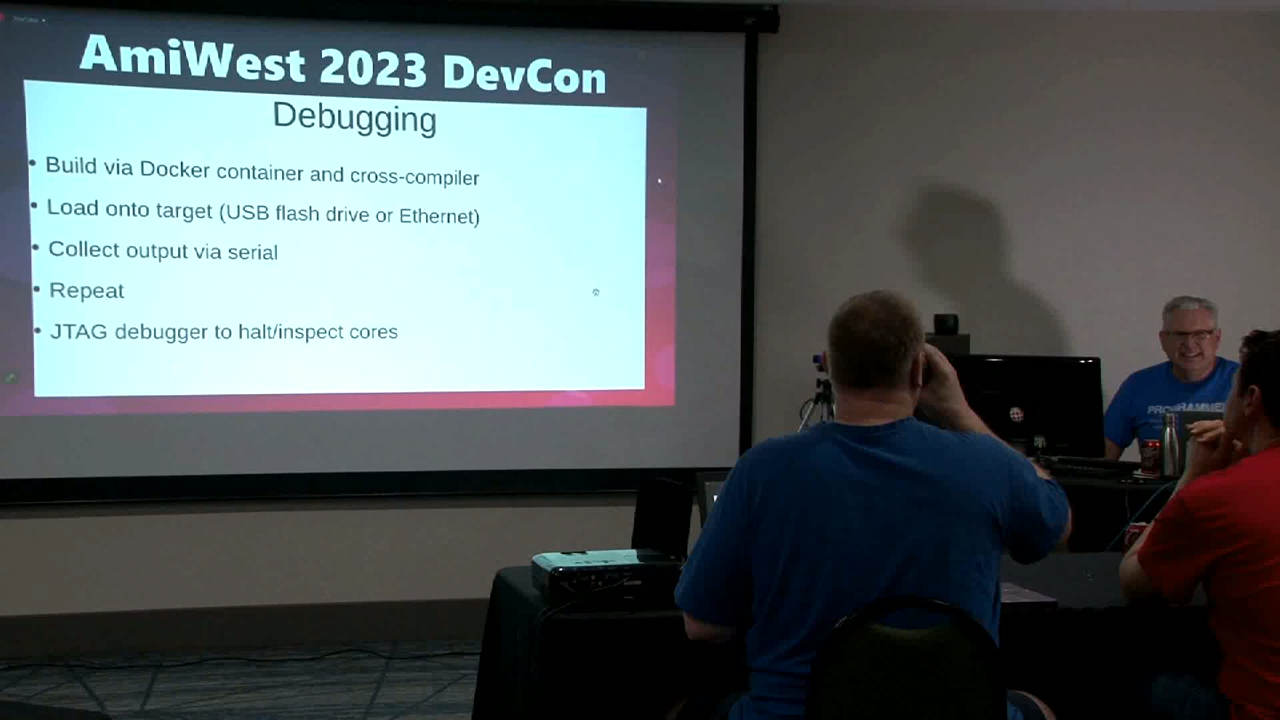 AmiWest 2023 DevCon
Debugging
• Build via Docker container and cross-compiler
• Load onto target (USB flash drive or Ethernet)
• Collect output via serial
• Repeat
• JTAG debugger to halt/inspect cores
PROGRAMMER